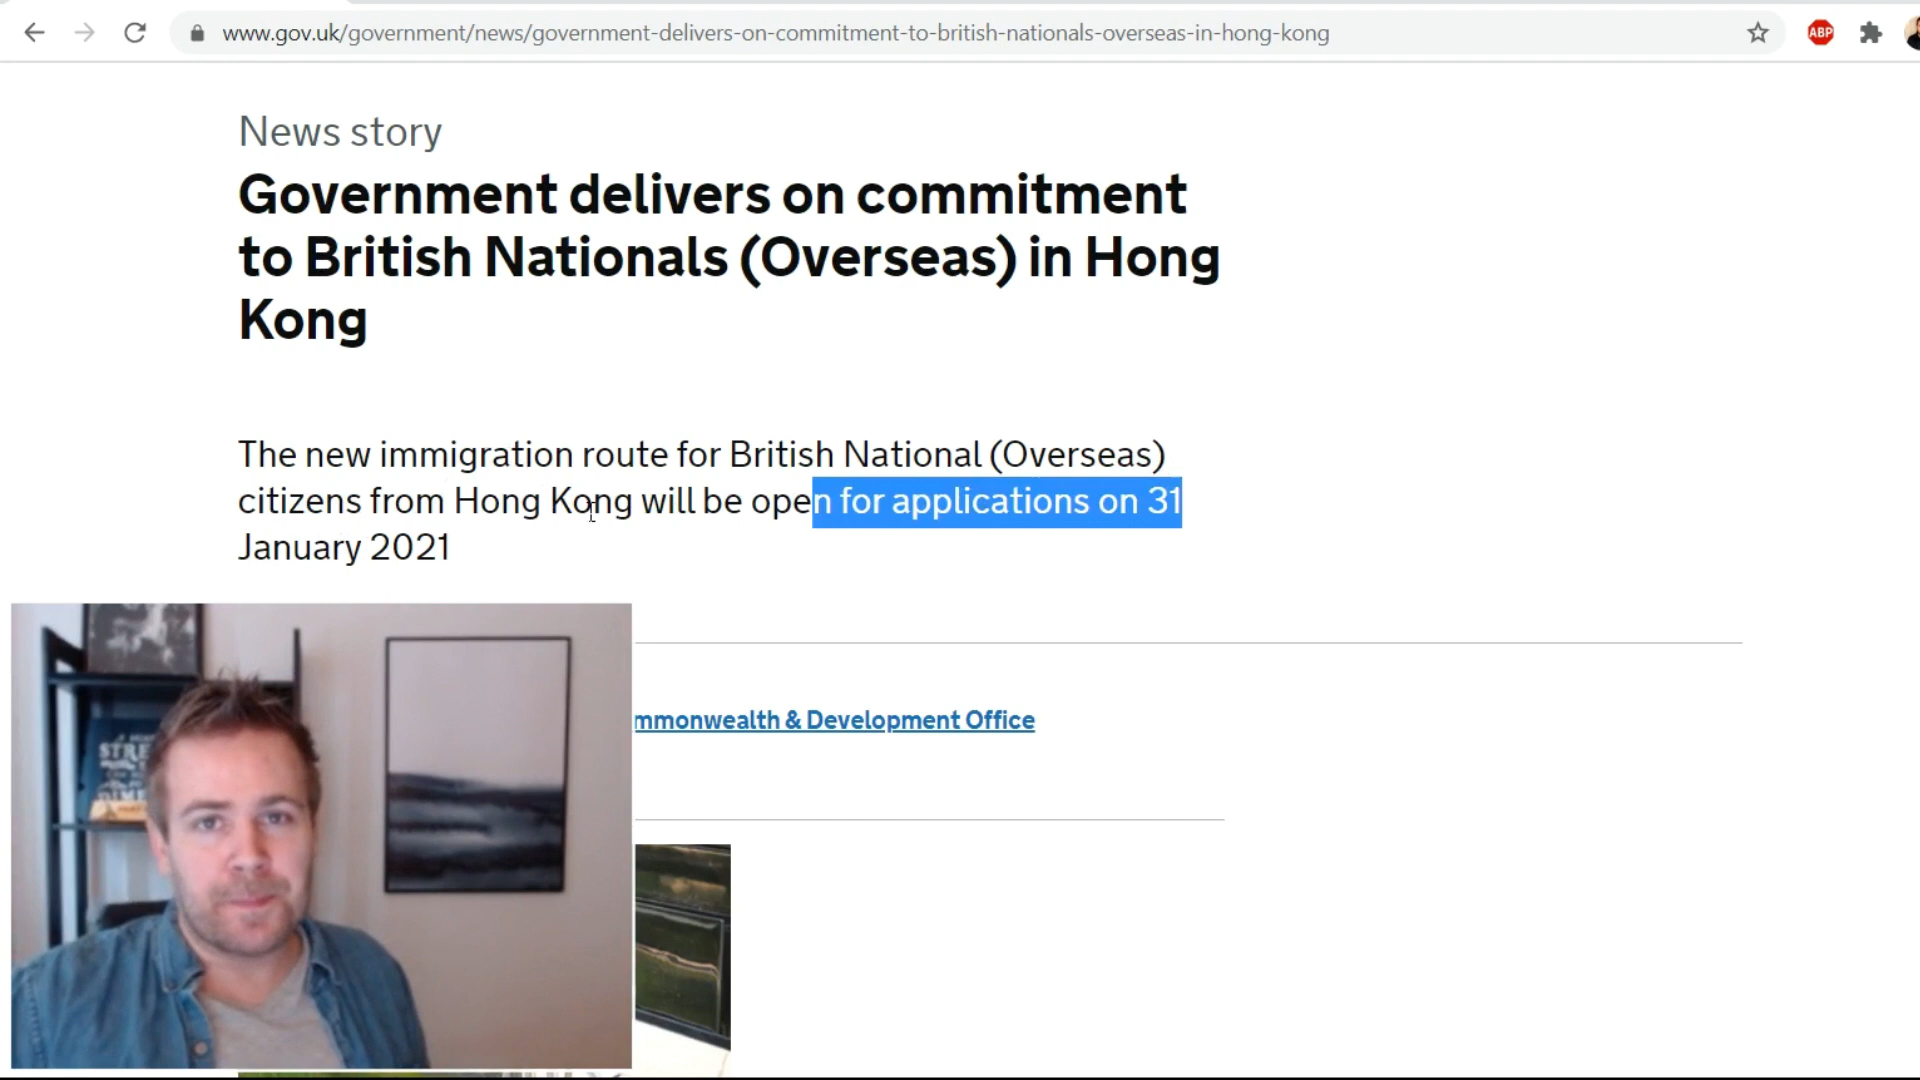 www.gov.uk/government/news/government-delivers-on-commitment-to-british-nationals-overseas-in-hong-kong
ABP
News story
Government delivers on commitment
to British Nationals (Overseas) in Hong
Kong
The new immigration route for British National (Overseas)
citizens from Hong Kong will be open for applications on 31
January 2021
mmonwealth & Development Office
STRE